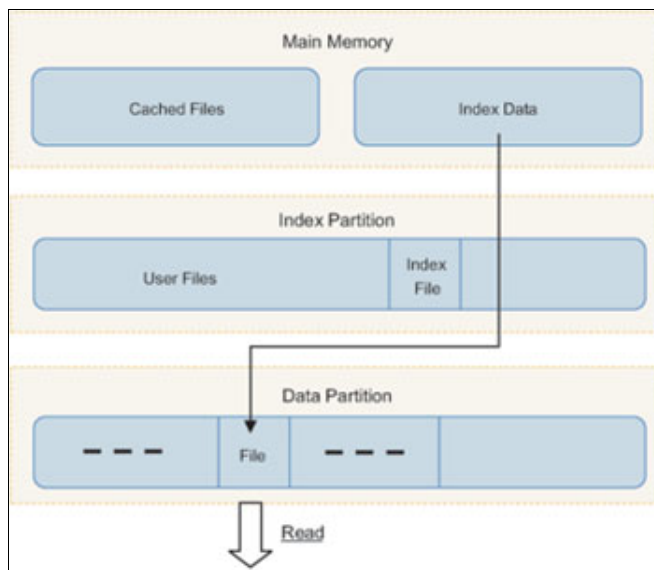 Main Memory
Cached Files
Index Data
Index Partition
User Files
Index
File
Data Partition
File
Read